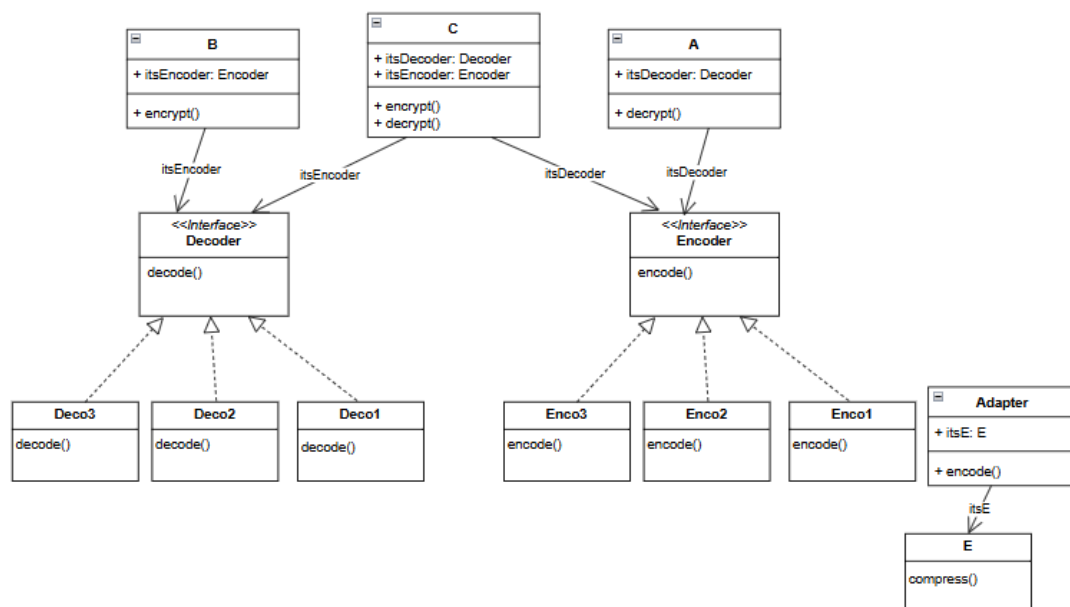 B
+ itsEncoder: Encoder
+ encrypt()
C
+ itsDecoder: Decoder
+ itsEncoder: Encoder
+ encrypt()
+ decrypt()
A
+ itsDecoder: Decoder
+ decrypt()
itsEncoder
itsEncoder
itsDecoder
itsDecoder
<<Interface>>
Decoder
decode()
<<Interface>>
Encoder
encode()
Deco3
decode()
Deco2
decode()
Deco1
decode()
Enco3
encode()
Enco2
encode()
Enco1
encode()
Adapter
+ itsE: E
+ encode()
itsE
E
compress()